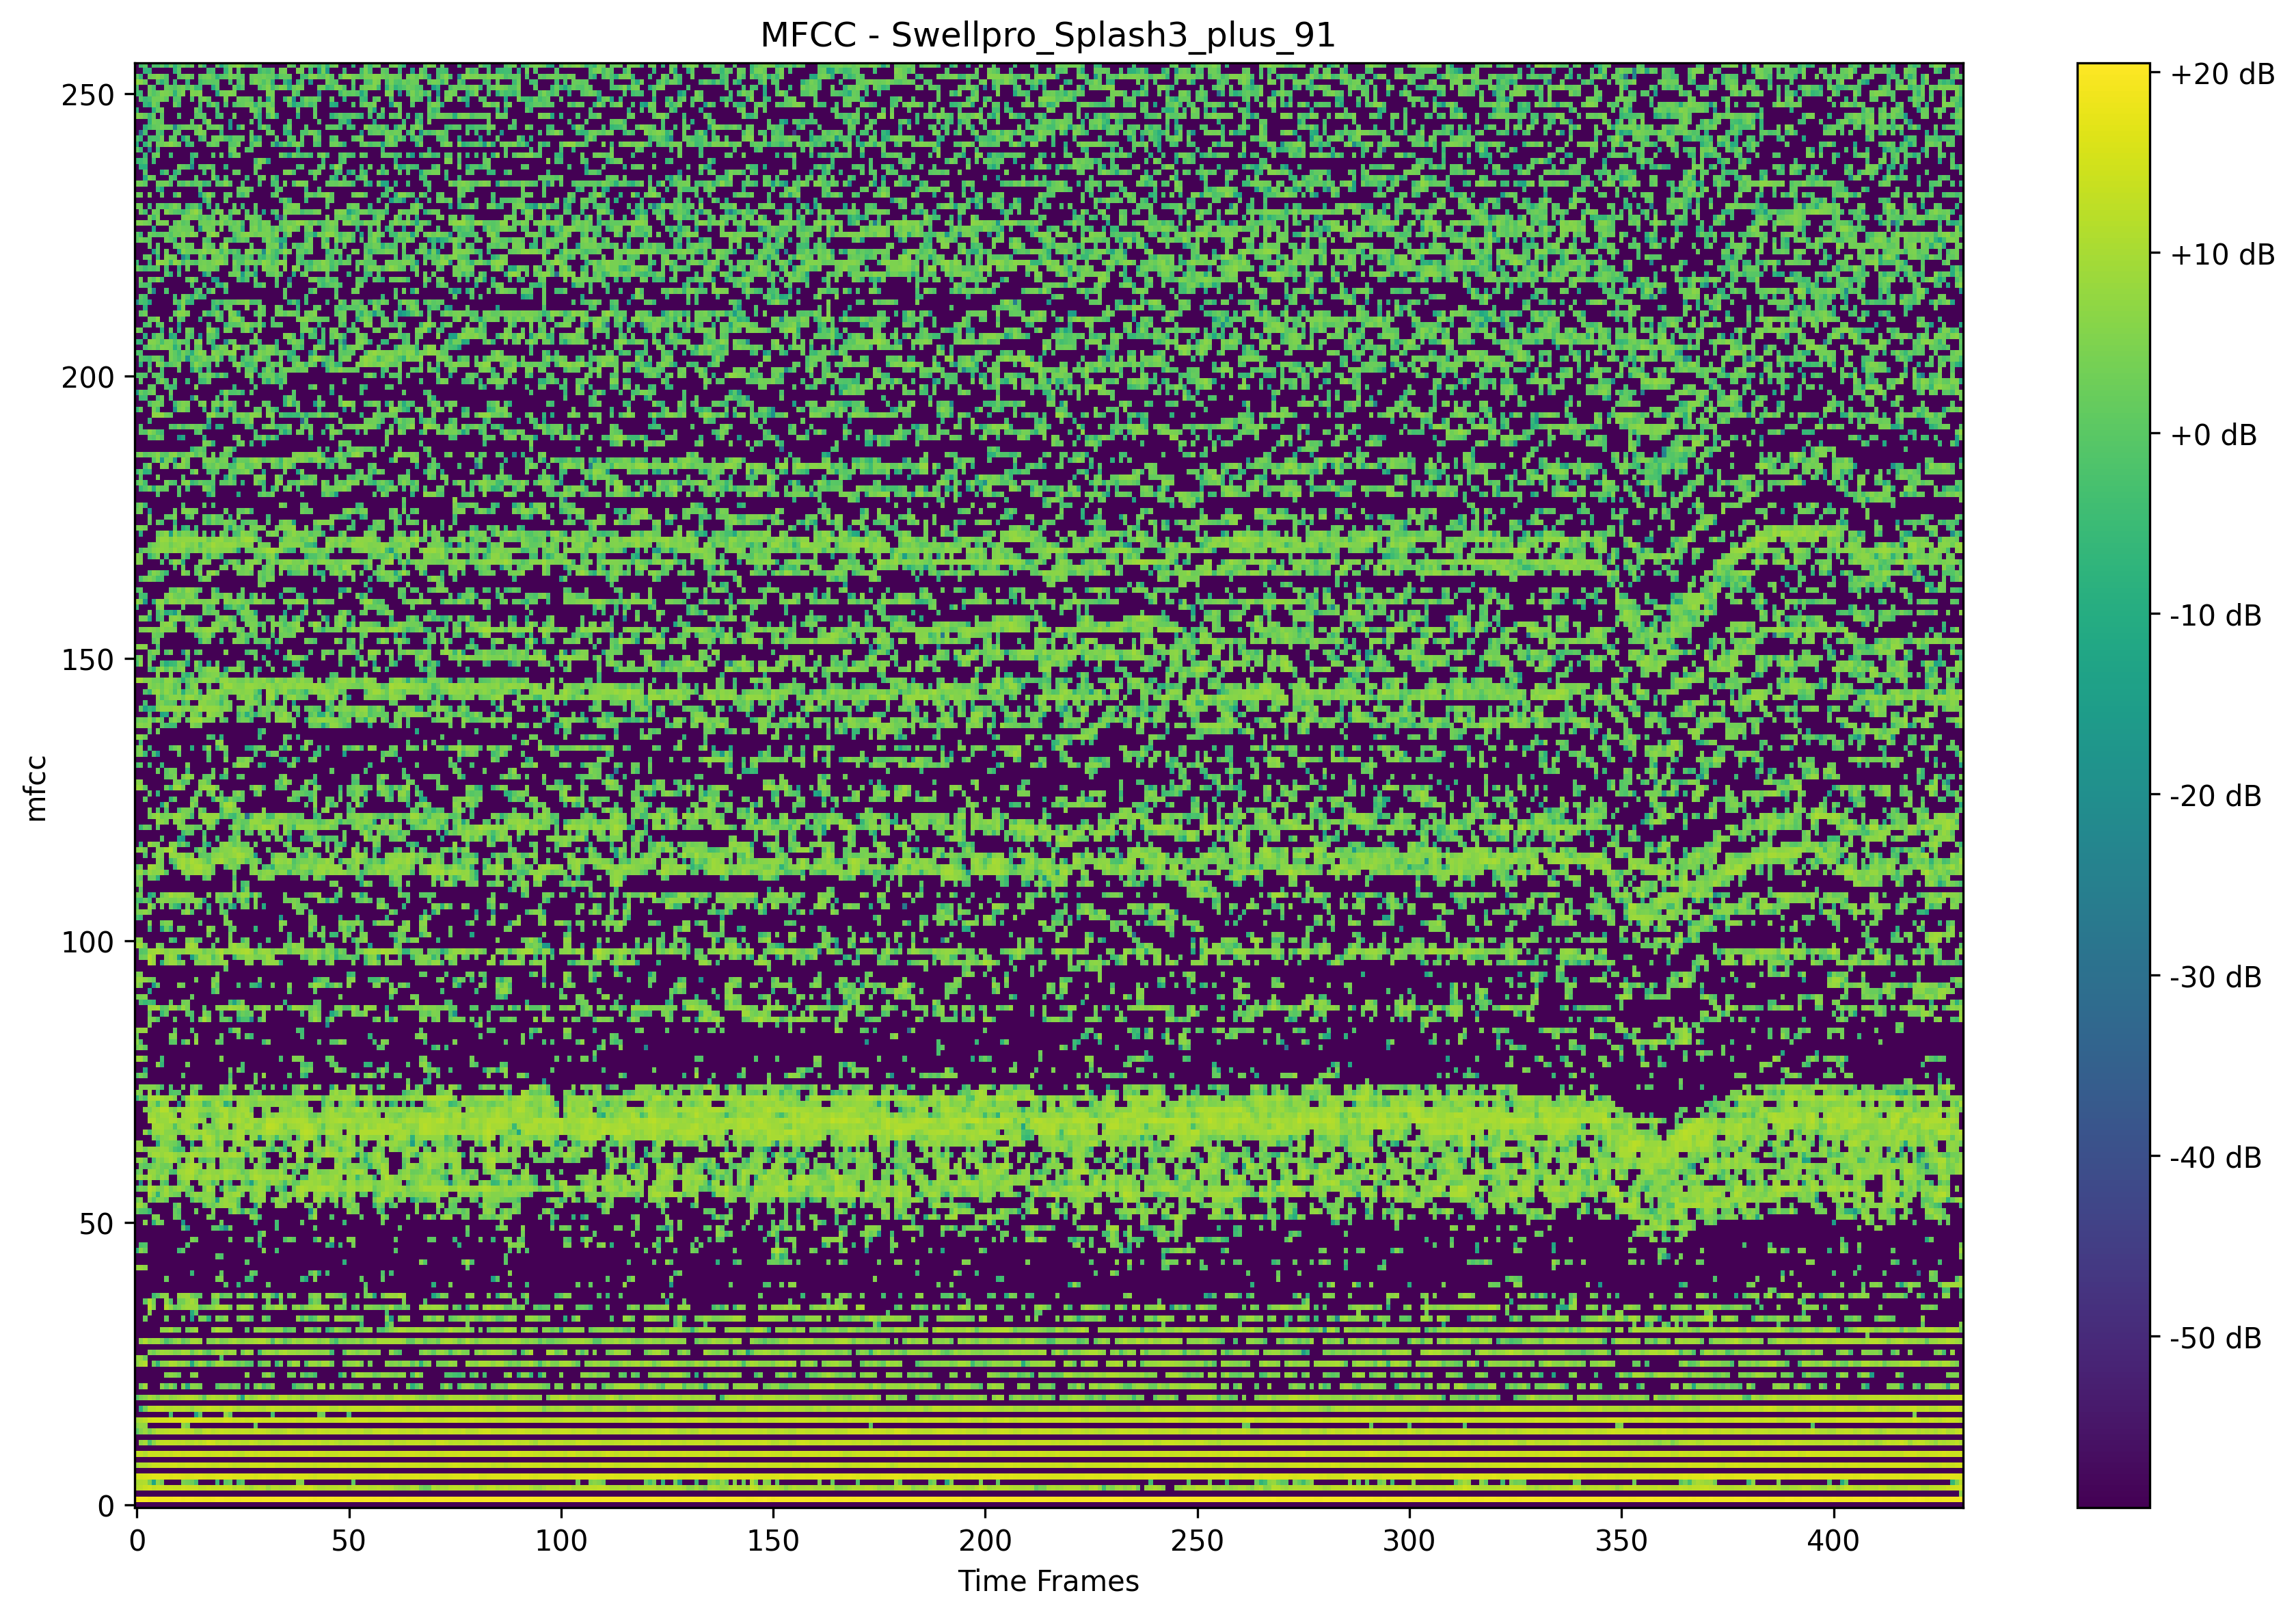 MFCC - Swellpro_Splash3_plus_91
250
200
150
100
50
0
mfcc
0 50 100 150 200 250 300 350 400
Time Frames
+20 dB
+10 dB
+0 dB
-10 dB
-20 dB
-30 dB
-40 dB
-50 dB